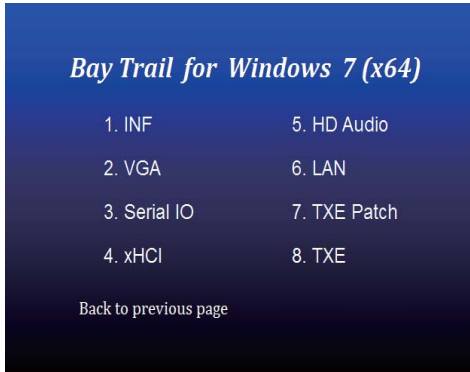 Bay Trail for Windows 7 (x64)
1. INF
2. VGA
3. Serial IO
4. xHCI
5. HD Audio
6. LAN
7. TXE Patch
8. TXE
Back to previous page